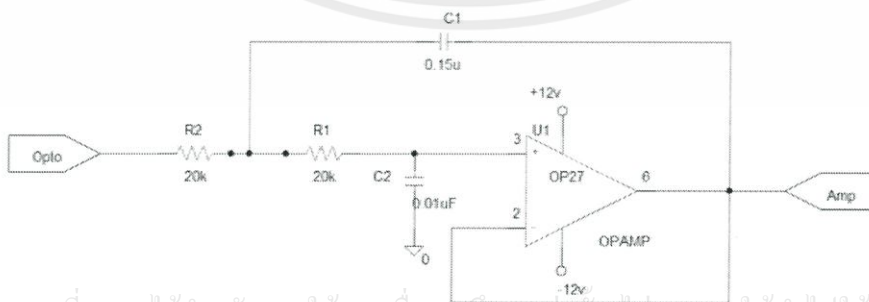 C1
0.15u
+12v
R2
R1
3
U1
Opto
+
OP27
6
20k
20k
C2
Amp
0.01uF
2
-
OPAMP
0
-12v